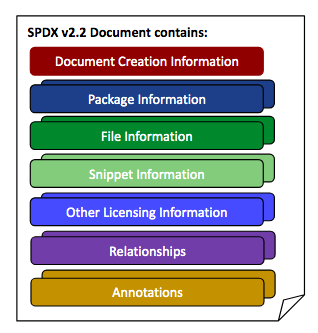 SPDX v2.2 Document contains:
Document Creation Information
Package Information
File Information
Snippet Information
Other Licensing Information
Relationships
Annotations